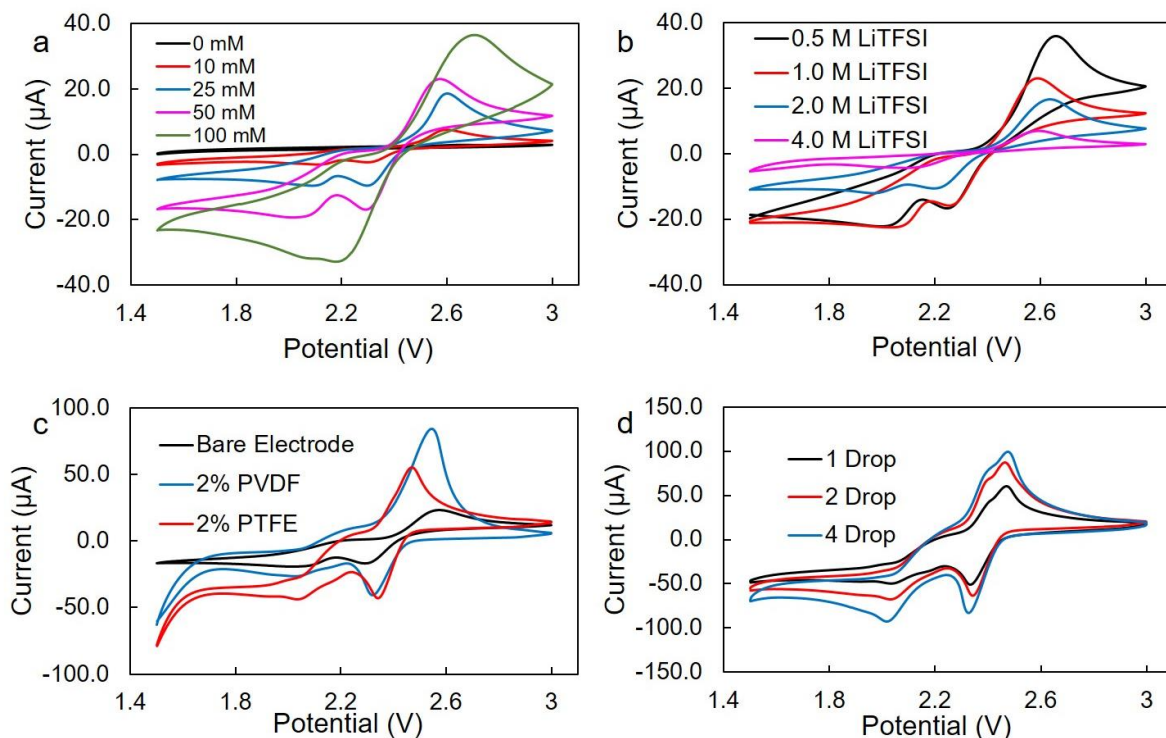 a
0 mM
10 mM
25 mM
50 mM
100 mM
40.0
20.0
0.0
-20.0
-40.0
Current (µA)
1.4
1.8
2.2
2.6
3
Potential (V)
b
0.5 M LiTFSI
1.0 M LiTFSI
2.0 M LiTFSI
4.0 M LiTFSI
40.0
20.0
0.0
-20.0
-40.0
Current (µA)
1.4
1.8
2.2
2.6
3
Potential (V)
c
Bare Electrode
2% PVDF
2% PTFE
100.0
50.0
0.0
-50.0
-100.0
Current (µA)
1.4
1.8
2.2
2.6
3
Potential (V)
d
1 Drop
2 Drop
4 Drop
150.0
100.0
50.0
0.0
-50.0
-100.0
-150.0
Current (µA)
1.4
1.8
2.2
2.6
3
Potential (V)